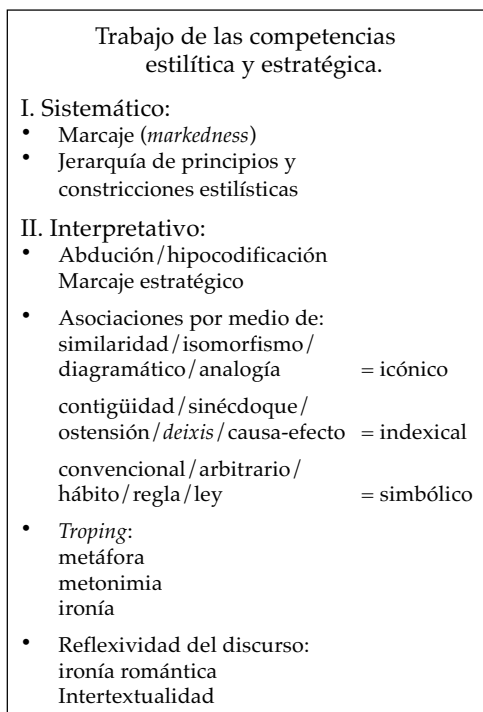 Trabajo de las competencias
estilítica y estratégica.
I. Sistemático:
• Marcaje (markedness)
• Jerarquía de principios y
constricciones estilísticas
II. Interpretativo:
• Abdución/hipocodificación
Marcaje estratégico
• Asociaciones por medio de:
similaridad/isomorfismo/
diagramático/analogía = icónico
contigüidad/sinécdoque/
ostensión/deixis/causa-efecto = indexical
convencional/arbitrario/
hábito/regla/ley = simbólico
• Troping:
metáfora
metonimia
ironía
• Reflexividad del discurso:
ironía romántica
Intertextualidad